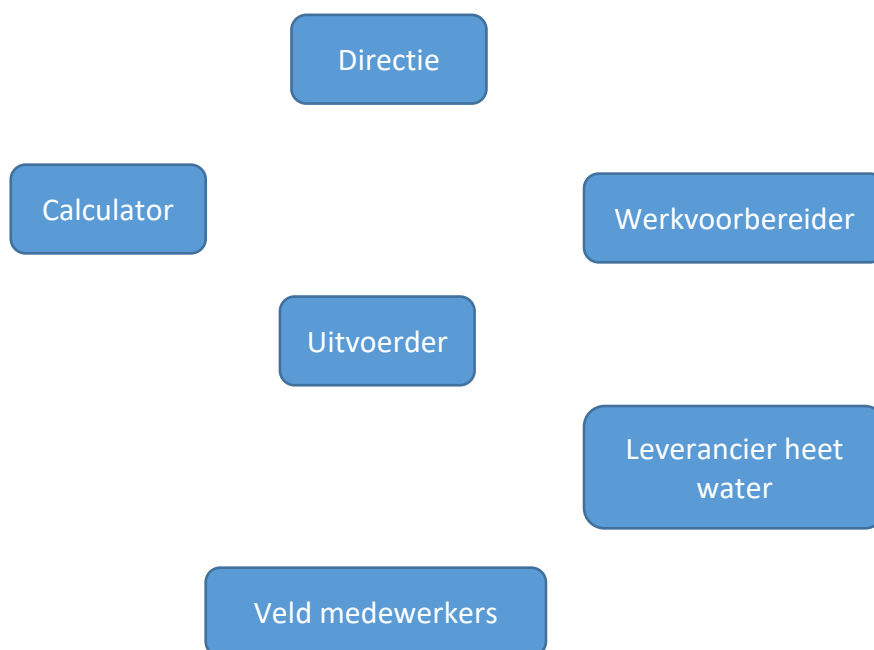 Directie
Calculator
Werkvoorbereider
Uitvoerder
Leverancier heet
water
Veld medewerkers